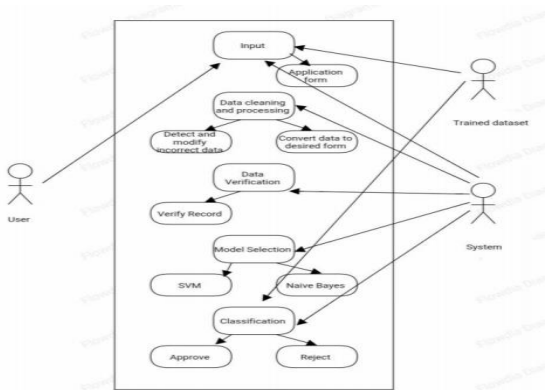 Input
Application
form
Data cleaning
and processing
Detect and
modify
incorrect data
Convert data to
desired form
Data
Verification
Verify Record
Model Selection
SVM
Naive Bayes
Classification
Approve
Reject
User
Trained dataset
System